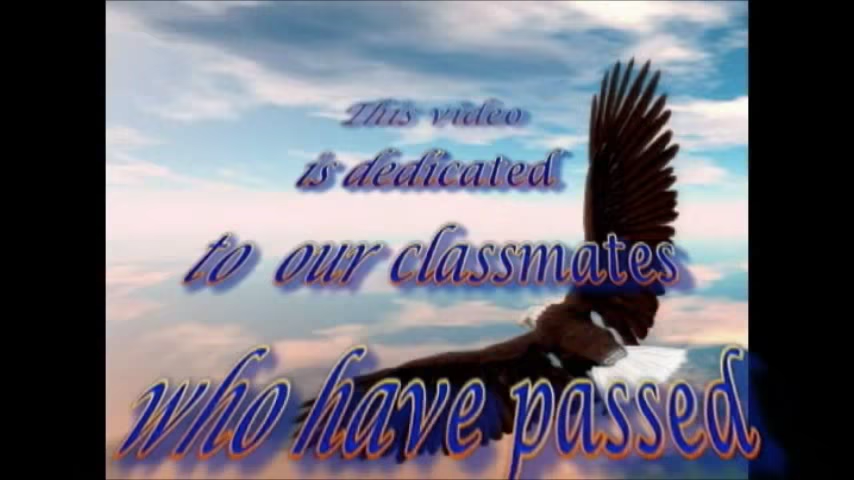 This video
is dedicated
to our classmates
who have passed